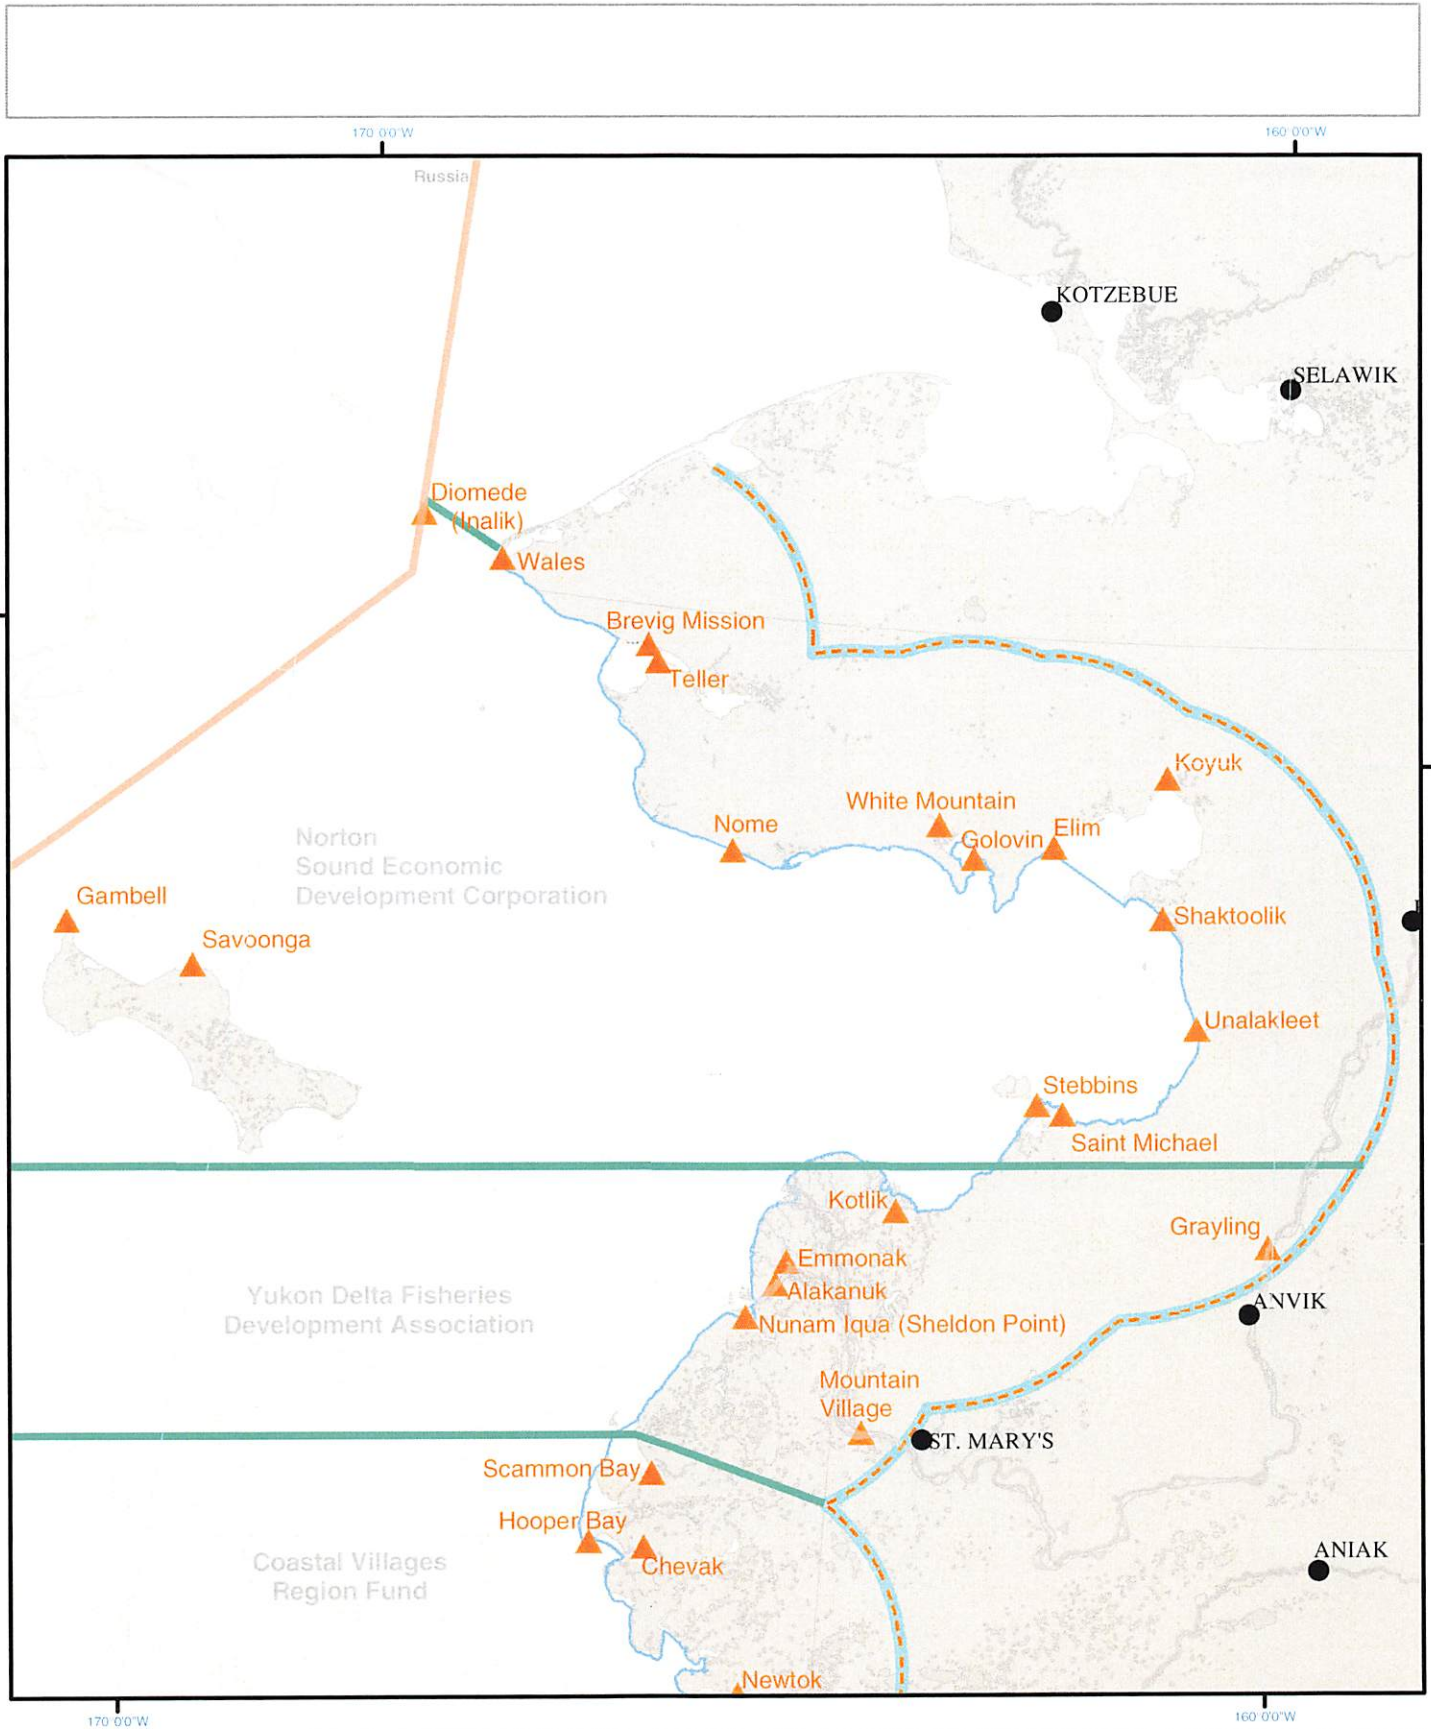 170°0'0"W
160°0'0"W
Russia
KOTZEBUE
SELAWIK
Diomede
(Inalik)
Wales
Brevig Mission
Teller
Koyuk
White Mountain
Nome
Golovin
Elim
Norton
Sound Economic
Development Corporation
Gambell
Savoonga
Shaktoolik
Unalakleet
Stebbins
Saint Michael
Kotlik
Grayling
Emmonak
Alakanuk
Yukon Delta Fisheries
Development Association
ANVIK
Nunam Iqua (Sheldon Point)
Mountain
Village
ST. MARY'S
Scammon Bay
Hooper Bay
Chevak
Coastal Villages
Region Fund
ANIAK
Newtok
170°0'0"W
160°0'0"W